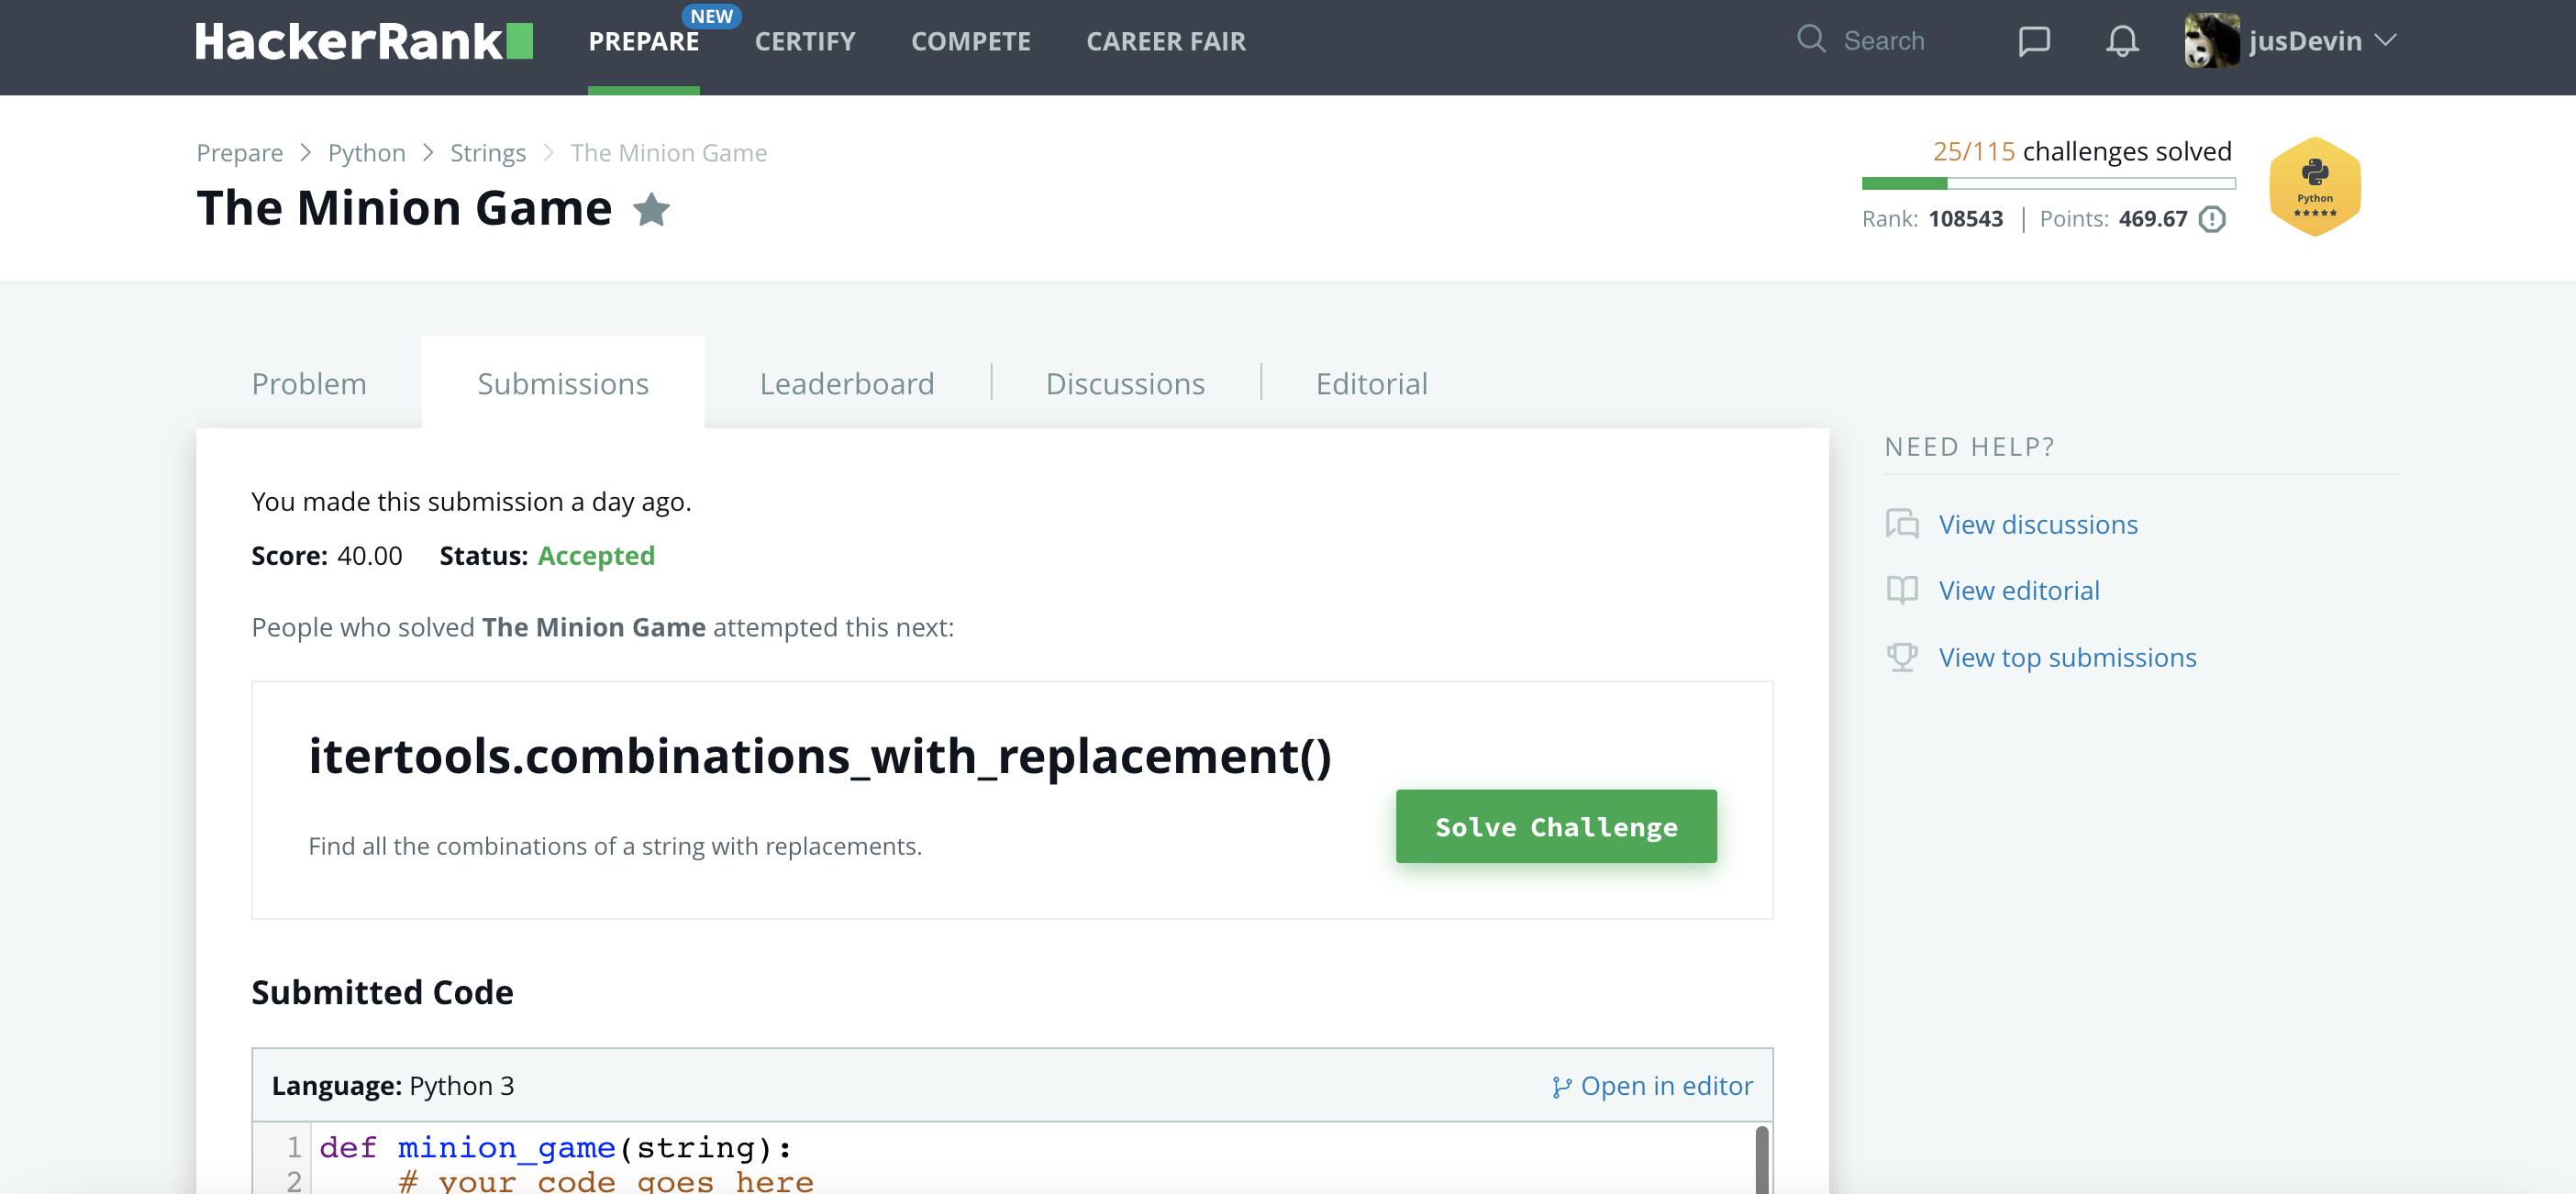 HackerRank
PREPARE
NEW
CERTIFY
COMPETE
CAREER FAIR
Search
jusDevin
Prepare > Python > Strings > The Minion Game
The Minion Game
25/115 challenges solved
Rank: 108543 | Points: 469.67
Python
Problem
Submissions
Leaderboard
Discussions
Editorial
You made this submission a day ago.
Score: 40.00 Status: Accepted
People who solved The Minion Game attempted this next:
itertools.combinations_with_replacement()
Find all the combinations of a string with replacements.
Solve Challenge
Submitted Code
Language: Python 3
Open in editor
1 def minion_game(string):
2 # your code goes here
NEED HELP?
View discussions
View editorial
View top submissions